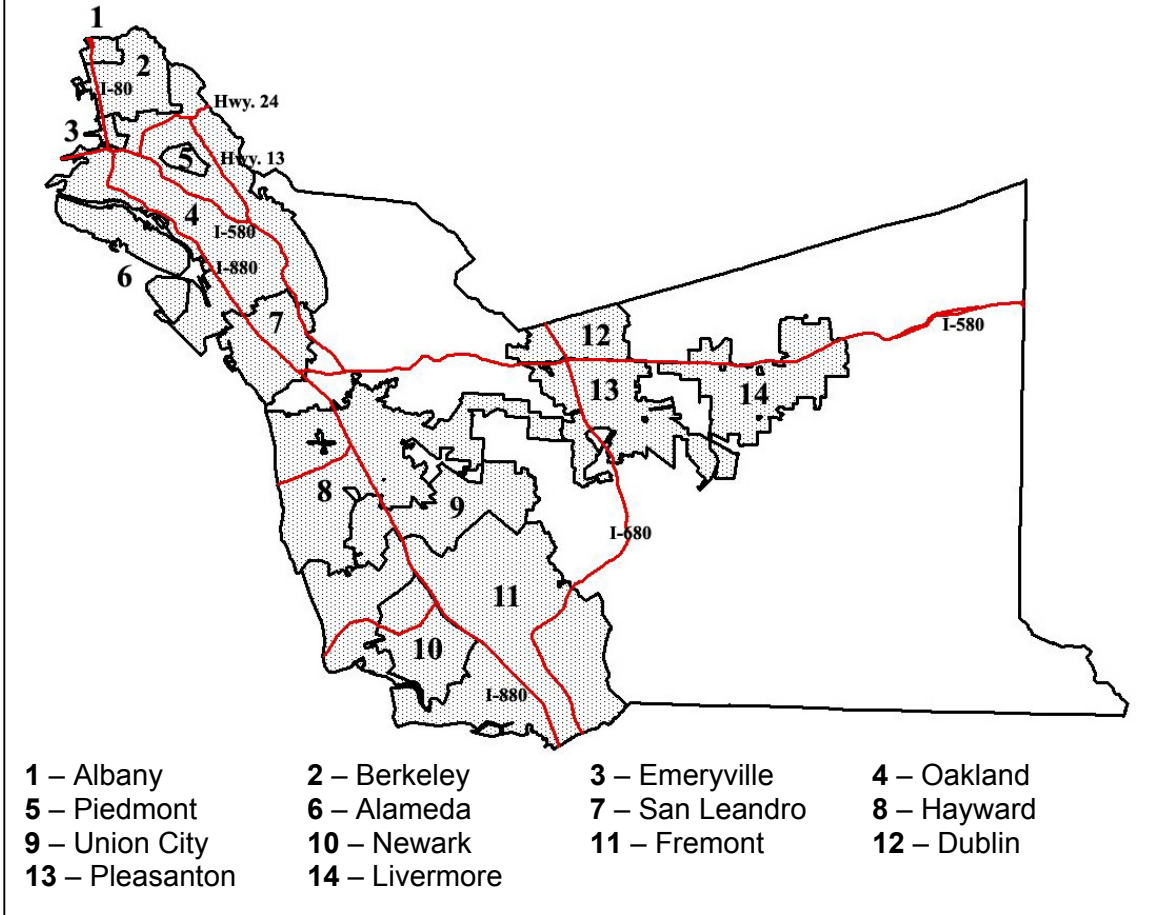 1
2
I-80
Hwy. 24
3
5
Hwy. 13
4
I-580
I-880
6
7
12
I-580
13
14
8
9
I-680
11
10
I-880
1 – Albany 2 – Berkeley 3 – Emeryville 4 – Oakland
5 – Piedmont 6 – Alameda 7 – San Leandro 8 – Hayward
9 – Union City 10 – Newark 11 – Fremont 12 – Dublin
13 – Pleasanton 14 – Livermore